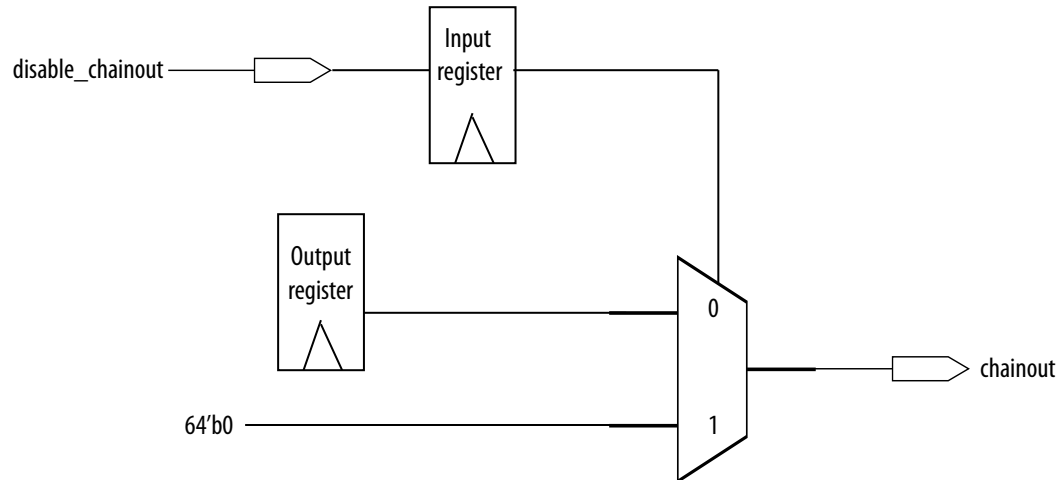 Input
register
disable_chainout
Output
register
0
chainout
64’b0
1